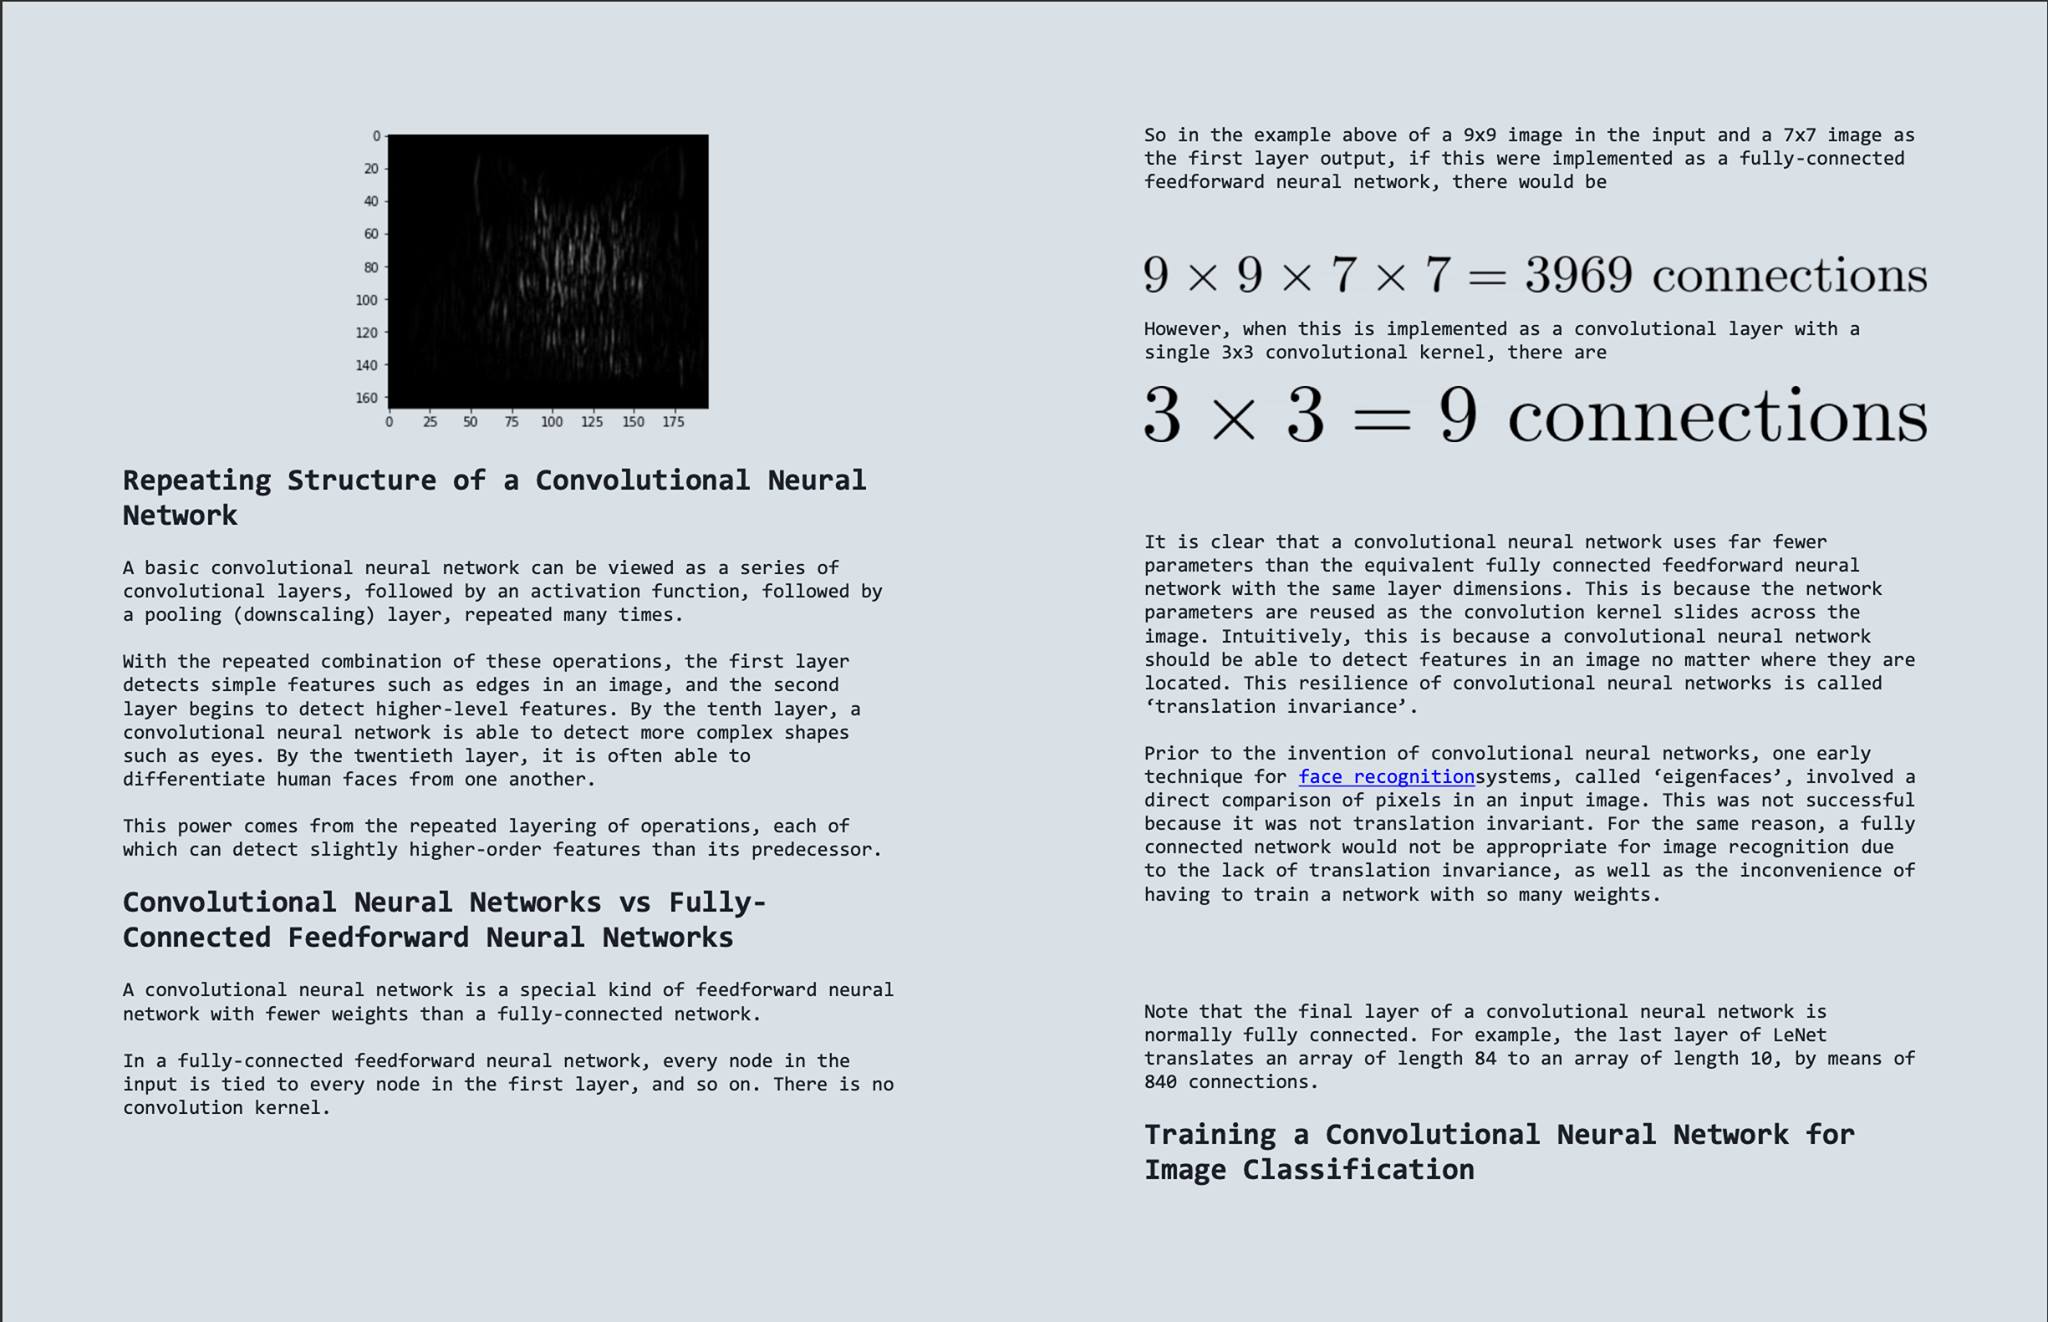 0
20
40
60
80
100
120
140
160
0 25 50 75 100 125 150 175
Repeating Structure of a Convolutional Neural
Network
A basic convolutional neural network can be viewed as a series of
convolutional layers, followed by an activation function, followed by
a pooling (downscaling) layer, repeated many times.
With the repeated combination of these operations, the first layer
detects simple features such as edges in an image, and the second
layer begins to detect higher-level features. By the tenth layer, a
convolutional neural network is able to detect more complex shapes
such as eyes. By the twentieth layer, it is often able to
differentiate human faces from one another.
This power comes from the repeated layering of operations, each of
which can detect slightly higher-order features than its predecessor.
Convolutional Neural Networks vs Fully-
Connected Feedforward Neural Networks
A convolutional neural network is a special kind of feedforward neural
network with fewer weights than a fully-connected network.
In a fully-connected feedforward neural network, every node in the
input is tied to every node in the first layer, and so on. There is no
convolution kernel.
So in the example above of a 9x9 image in the input and a 7x7 image as
the first layer output, if this were implemented as a fully-connected
feedforward neural network, there would be
9 × 9 × 7 × 7 = 3969 connections
However, when this is implemented as a convolutional layer with a
single 3x3 convolutional kernel, there are
3 × 3 = 9 connections
It is clear that a convolutional neural network uses far fewer
parameters than the equivalent fully connected feedforward neural
network with the same layer dimensions. This is because the network
parameters are reused as the convolution kernel slides across the
image. Intuitively, this is because a convolutional neural network
should be able to detect features in an image no matter where they are
located. This resilience of convolutional neural networks is called
‘translation invariance’.
Prior to the invention of convolutional neural networks, one early
technique for face recognitionsystems, called ‘eigenfaces’, involved a
direct comparison of pixels in an input image. This was not successful
because it was not translation invariant. For the same reason, a fully
connected network would not be appropriate for image recognition due
to the lack of translation invariance, as well as the inconvenience of
having to train a network with so many weights.
Note that the final layer of a convolutional neural network is
normally fully connected. For example, the last layer of LeNet
translates an array of length 84 to an array of length 10, by means of
840 connections.
Training a Convolutional Neural Network for
Image Classification